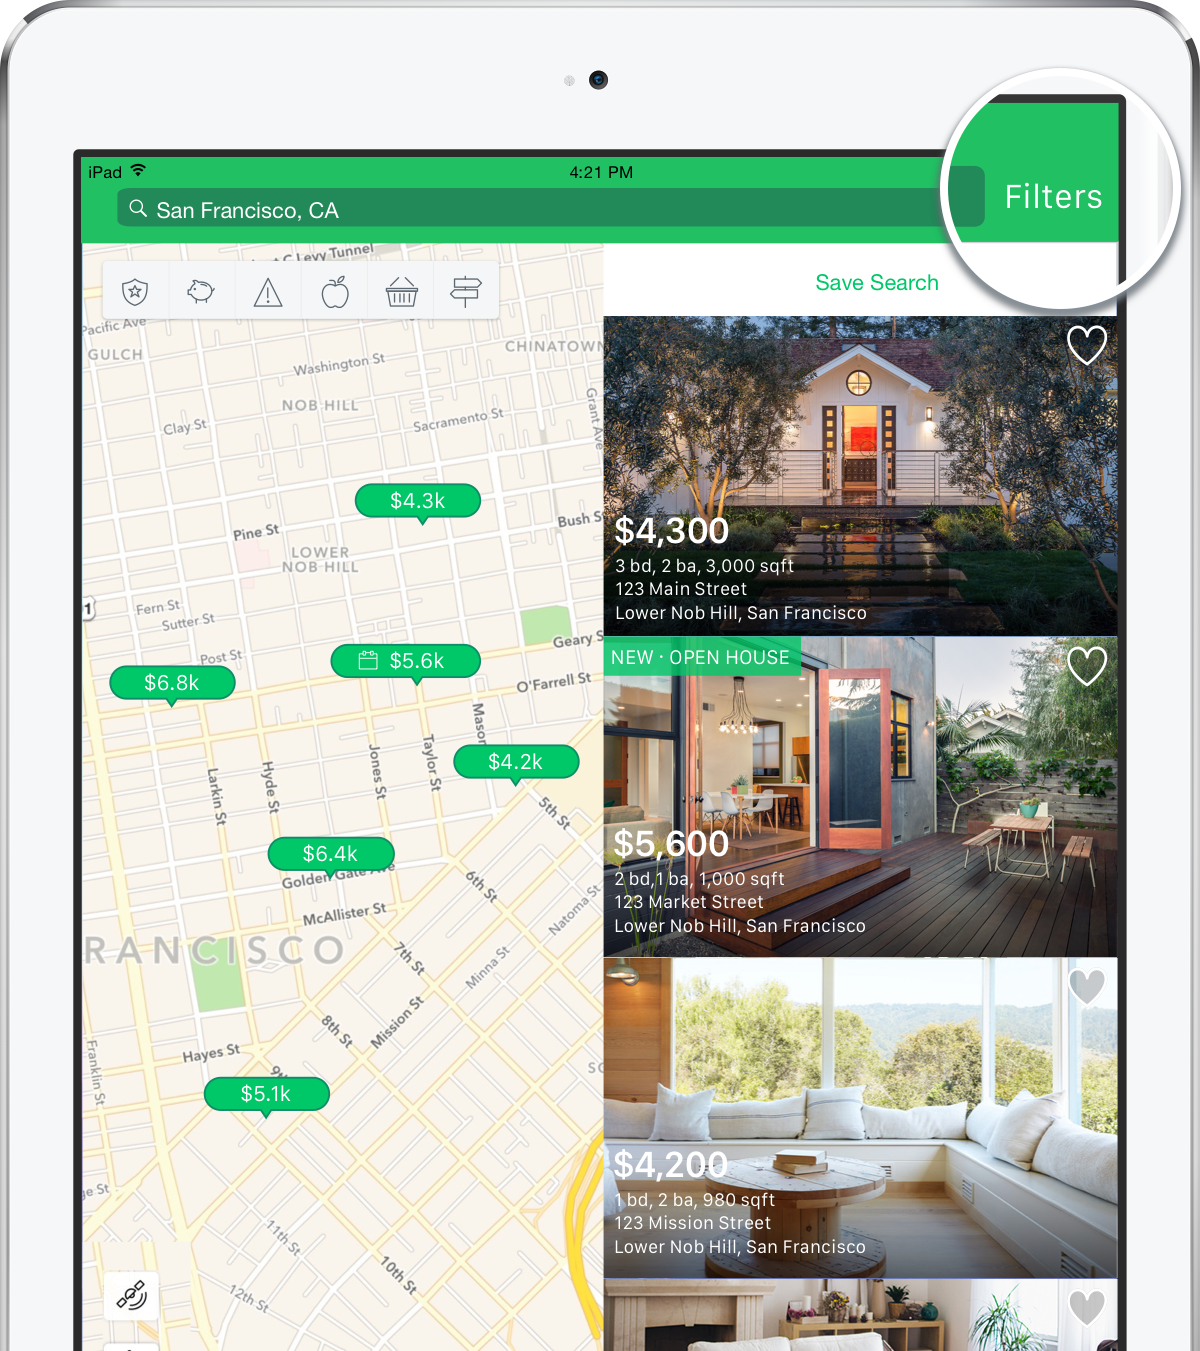 iPad
4:21 PM
San Francisco, CA
Filters
Save Search
C Levy Tunnel
Pacific Ave
GULCH
CHINATOWN
Washington St
NOB HILL
Grant Ave
Clay St
Sacramento St
$4.3k
Pine St
Bush S
LOWER
NOB HILL
1
Fern St
Sutter St
Geary S
Post St
$5.6k
$6.8k
O'Farrell St
Mason
$4.2k
Taylor St
Jones St
Hyde St
Larkin St
5th St
$6.4k
Golden Gate Ave
6th St
McAllister St
Natoma St
RANCISCO
7th St
Minna St
8th St
Mission St
Hayes St
Franklin St
$5.1k
ge St
11th St
10th St
12th St
$4,300
3 bd, 2 ba, 3,000 sqft
123 Main Street
Lower Nob Hill, San Francisco
NEW · OPEN HOUSE
$5,600
2 bd,1 ba, 1,000 sqft
123 Market Street
Lower Nob Hill, San Francisco
$4,200
1 bd, 2 ba, 980 sqft
123 Mission Street
Lower Nob Hill, San Francisco